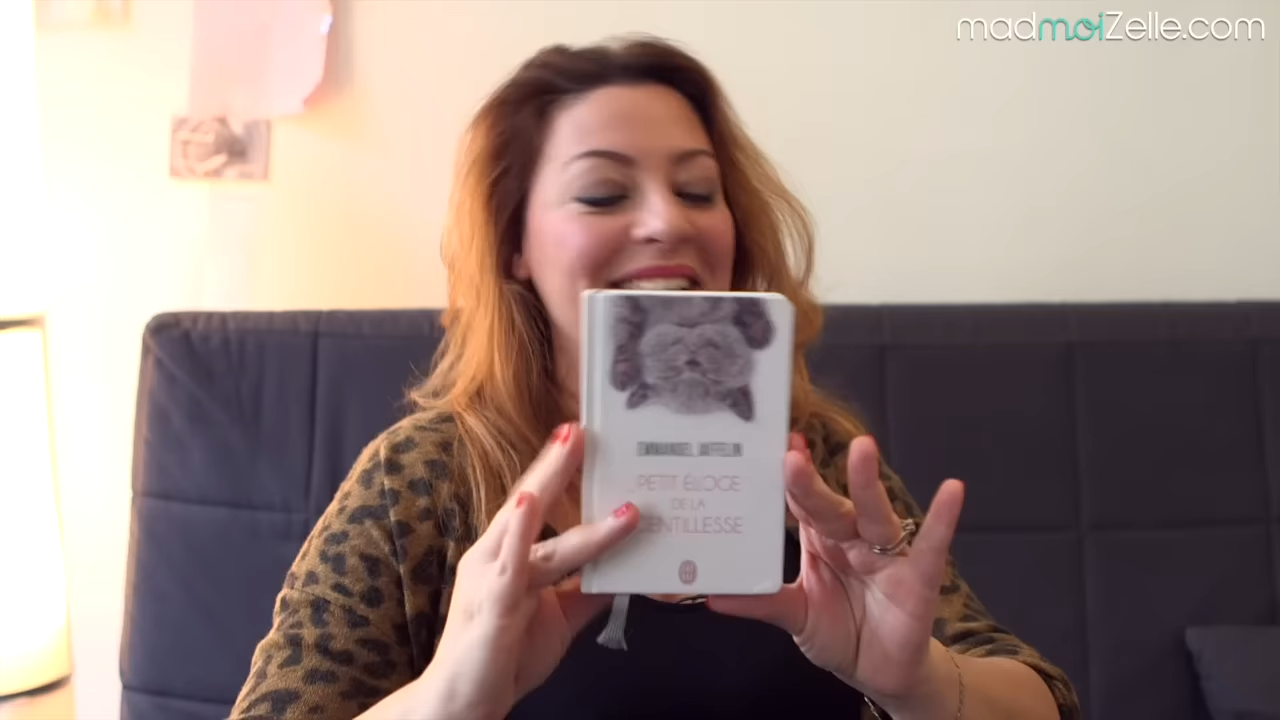 madmoiZelle.com
EMMANUEL JAFFELIN
PETIT ÉLOGE
DE LA
GENTILLESSE